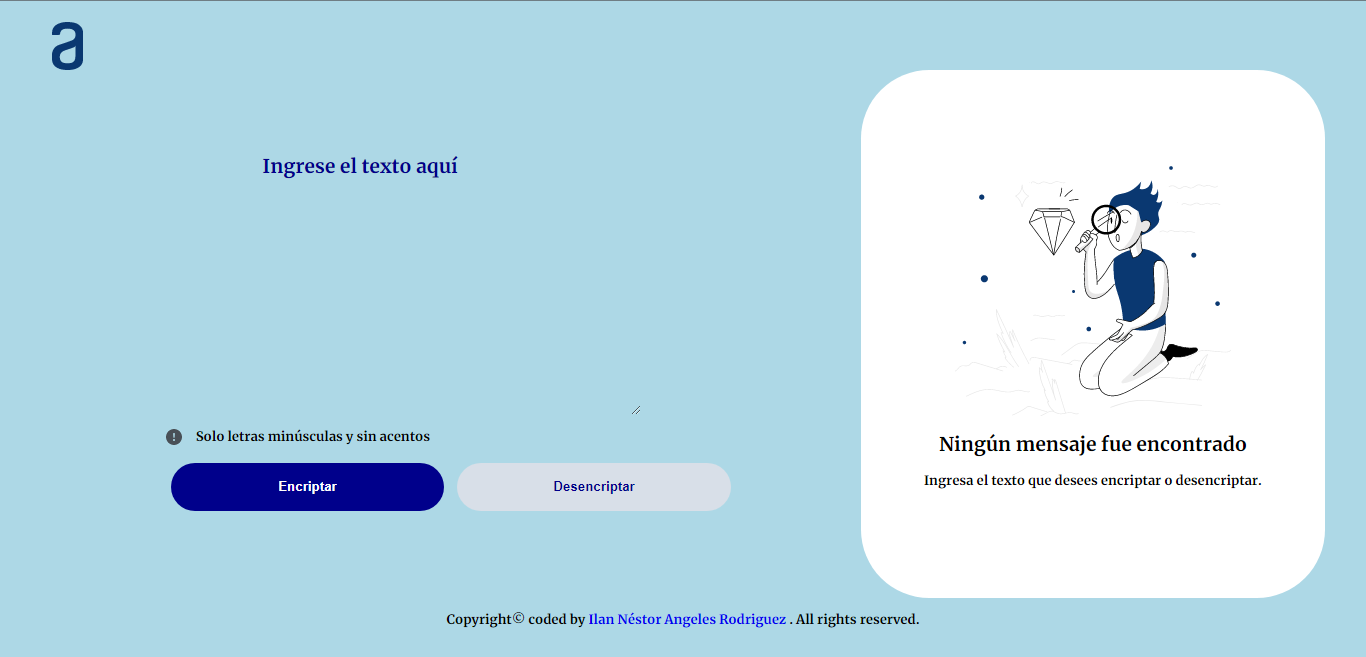 a
Ingrese el texto aquí
Solo letras minúsculas y sin acentos
Encriptar
Desencriptar
Ningún mensaje fue encontrado
Ingresa el texto que desees encriptar o desencriptar.
Copyright© coded by Ilan Néstor Angeles Rodriguez . All rights reserved.